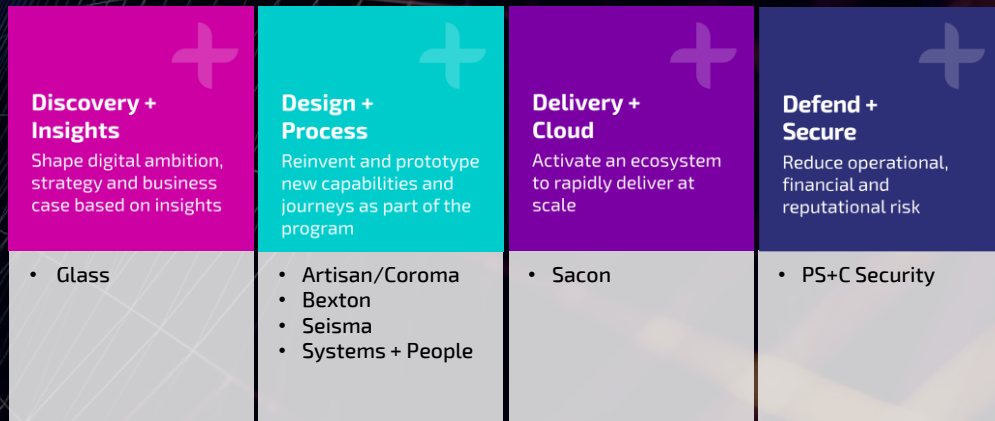 Discovery +
Insights
Shape digital ambition,
strategy and business
case based on insights
• Glass
Design +
Process
Reinvent and prototype
new capabilities and
journeys as part of the
program
• Artisan/Coroma
• Bexton
• Seisma
• Systems + People
Delivery +
Cloud
Activate an ecosystem
to rapidly deliver at
scale
• Sacon
Defend +
Secure
Reduce operational,
financial and
reputational risk
• PS+C Security